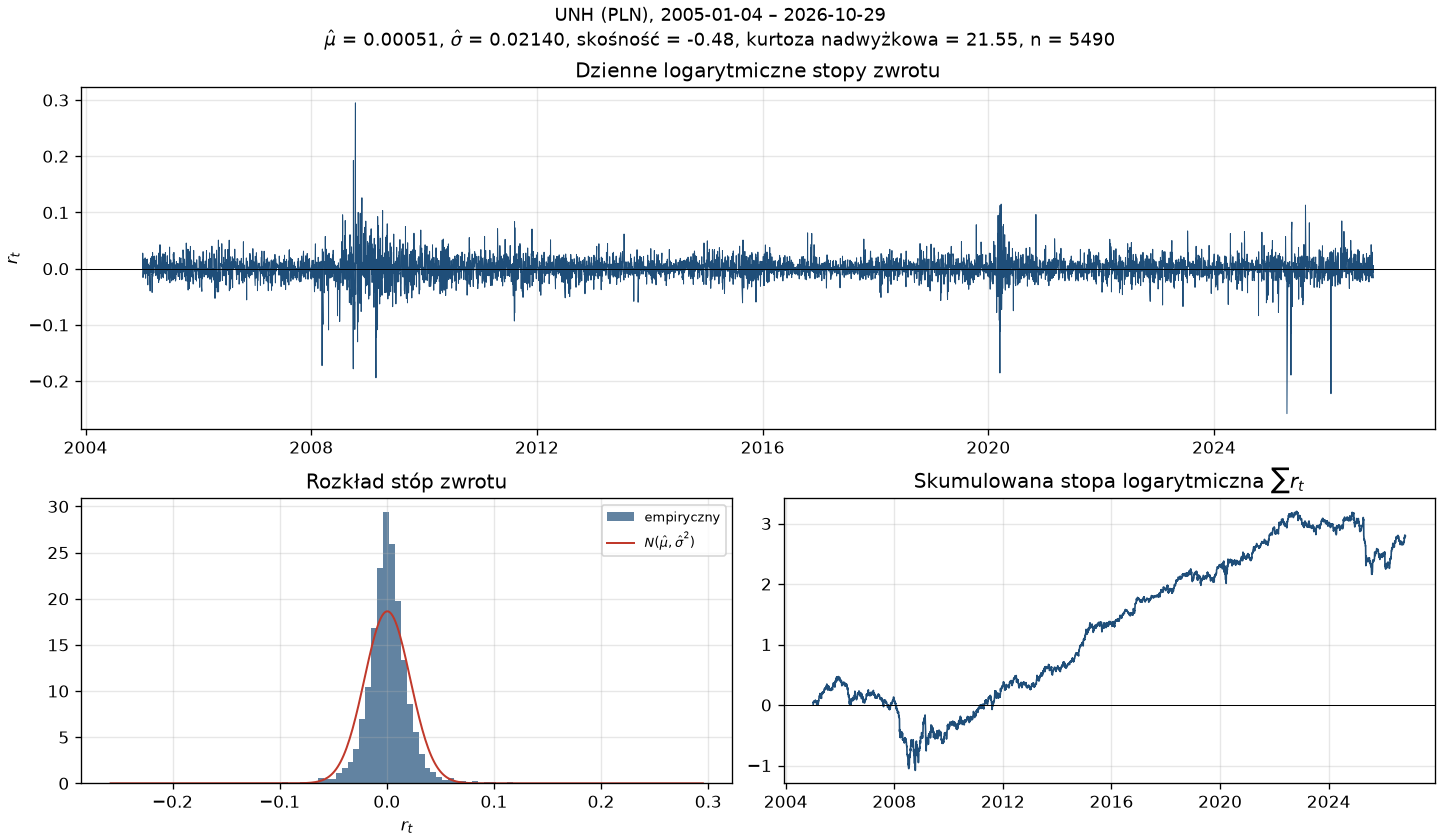 UNH (PLN), 2005-01-04 – 2026-10-29
μ̂ = 0.00051, σ̂ = 0.02140, skośność = -0.48, kurtoza nadwyżkowa = 21.55, n = 5490
Dzienne logarytmiczne stopy zwrotu
r_t
0.3
0.2
0.1
0.0
−0.1
−0.2
2004 2008 2012 2016 2020 2024
Rozkład stóp zwrotu
empiryczny
N(μ̂, σ̂²)
30
25
20
15
10
5
0
−0.2 −0.1 0.0 0.1 0.2 0.3
r_t
Skumulowana stopa logarytmiczna ∑r_t
3
2
1
0
−1
2004 2008 2012 2016 2020 2024